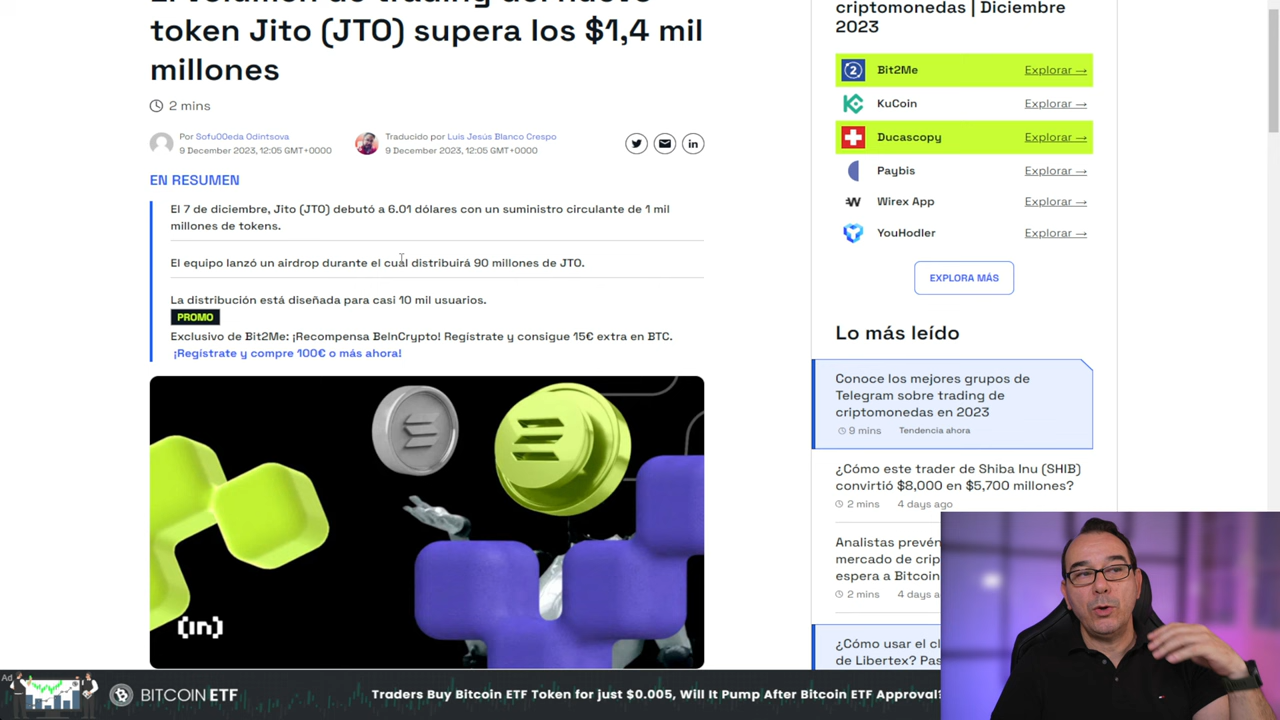 token Jito (JTO) supera los $1,4 mil
millones
2 mins
Por Sofu00eda Odintsova
9 December 2023, 12:05 GMT+0000
Traducido por Luis Jesús Blanco Crespo
9 December 2023, 12:05 GMT+0000
EN RESUMEN
El 7 de diciembre, Jito (JTO) debutó a 6.01 dólares con un suministro circulante de 1 mil
millones de tokens.
El equipo lanzó un airdrop durante el cual distribuirá 90 millones de JTO.
La distribución está diseñada para casi 10 mil usuarios.
PROMO
Exclusivo de Bit2Me: ¡Recompensa BeInCrypto! Regístrate y consigue 15€ extra en BTC.
¡Regístrate y compre 100€ o más ahora!
(in)
criptomonedas | Diciembre
2023
Bit2Me Explorar →
KuCoin Explorar →
Ducascopy Explorar →
Paybis Explorar →
Wirex App Explorar →
YouHodler Explorar →
EXPLORA MÁS
Lo más leído
Conoce los mejores grupos de
Telegram sobre trading de
criptomonedas en 2023
9 mins Tendencia ahora
¿Cómo este trader de Shiba Inu (SHIB)
convirtió $8,000 en $5,700 millones?
2 mins 4 days ago
Analistas prevén
mercado de crip
espera a Bitcoin
2 mins 4 days a
¿Cómo usar el cl
de Libertex? Pas
Ad
BITCOIN ETF
Traders Buy Bitcoin ETF Token for just $0.005, Will It Pump After Bitcoin ETF Approval?